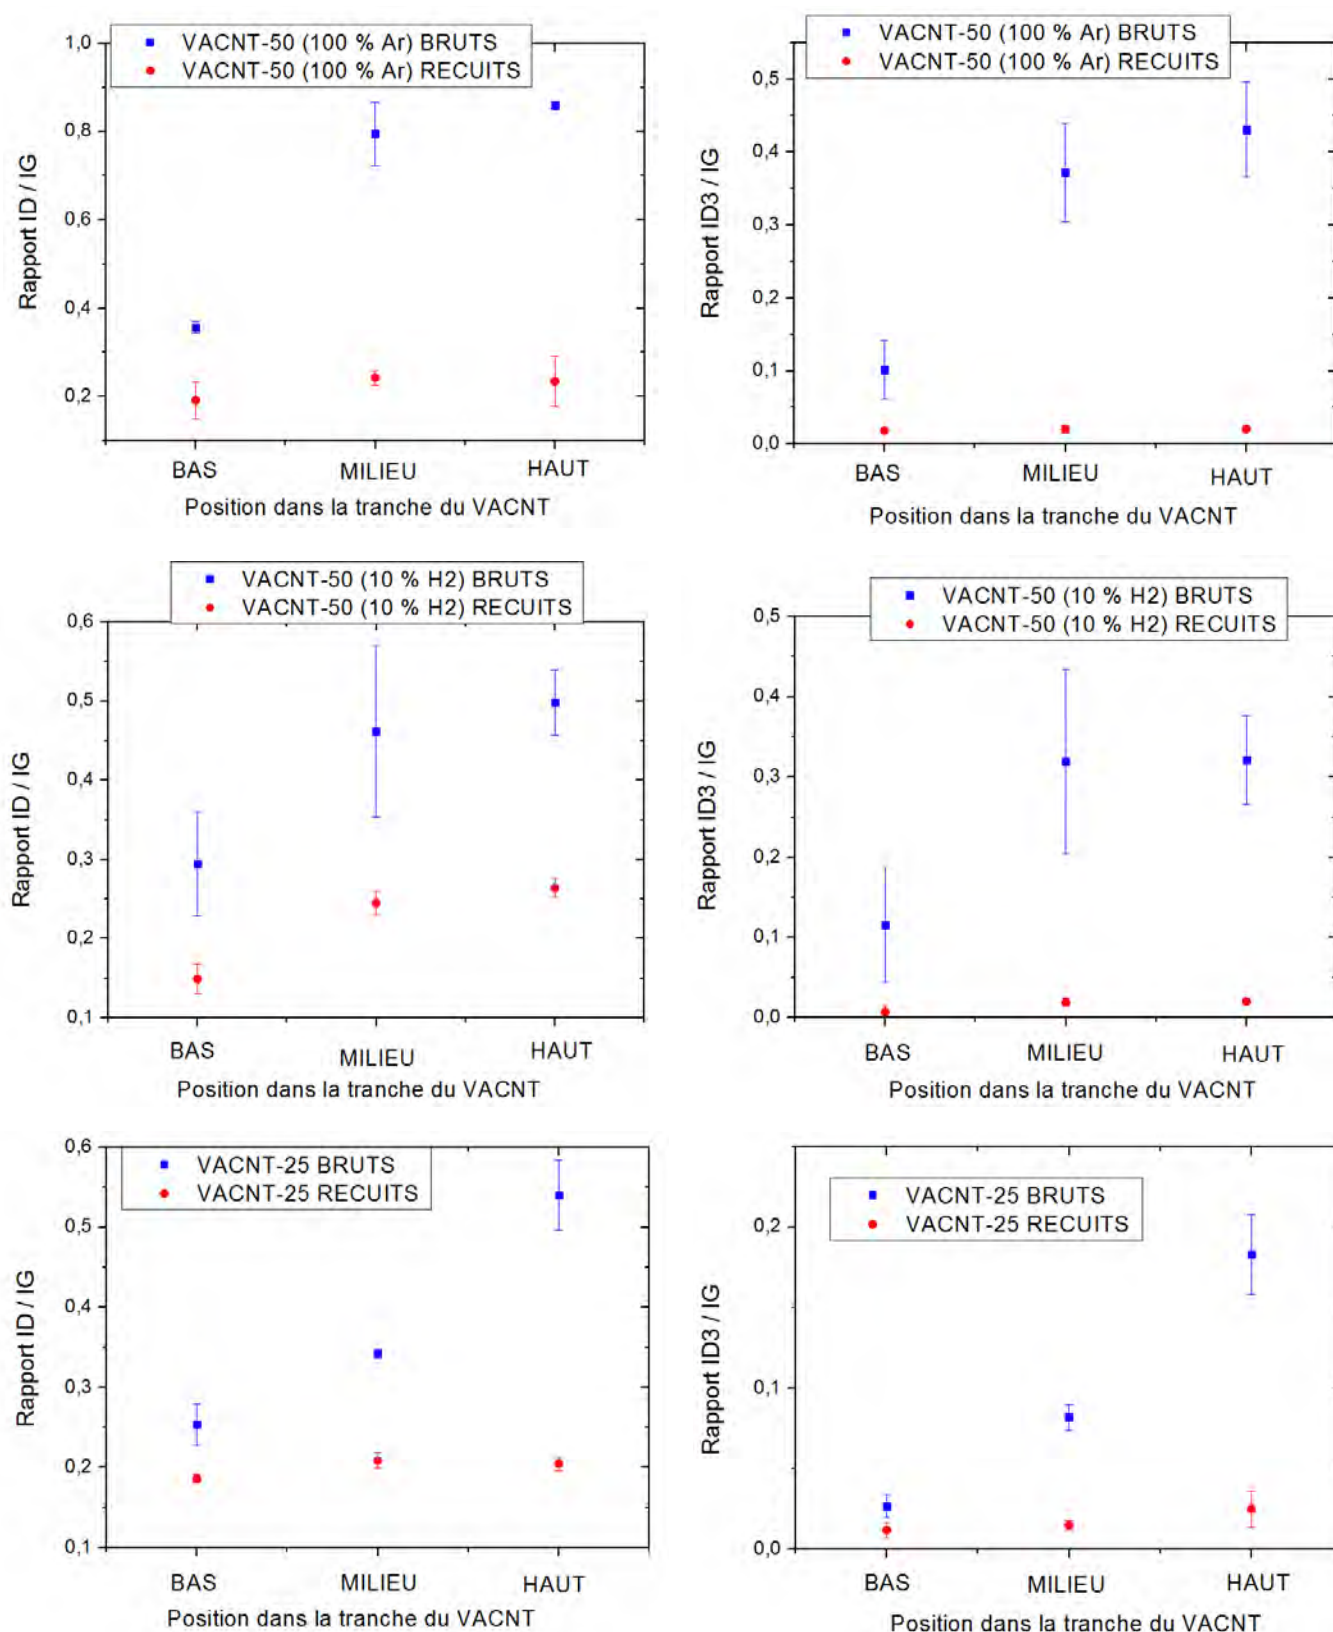 VACNT-50 (100 % Ar) BRUTS
VACNT-50 (100 % Ar) RECUITS
Rapport ID / IG
1,0
0,8
0,6
0,4
0,2
BAS
MILIEU
HAUT
Position dans la tranche du VACNT
VACNT-50 (100 % Ar) BRUTS
VACNT-50 (100 % Ar) RECUITS
Rapport ID3 / IG
0,5
0,4
0,3
0,2
0,1
0,0
BAS
MILIEU
HAUT
Position dans la tranche du VACNT
VACNT-50 (10 % H2) BRUTS
VACNT-50 (10 % H2) RECUITS
Rapport ID / IG
0,6
0,5
0,4
0,3
0,2
0,1
BAS
MILIEU
HAUT
Position dans la tranche du VACNT
VACNT-50 (10 % H2) BRUTS
VACNT-50 (10 % H2) RECUITS
Rapport ID3 / IG
0,5
0,4
0,3
0,2
0,1
0,0
BAS
MILIEU
HAUT
Position dans la tranche du VACNT
VACNT-25 BRUTS
VACNT-25 RECUITS
Rapport ID / IG
0,6
0,5
0,4
0,3
0,2
0,1
BAS
MILIEU
HAUT
Position dans la tranche du VACNT
VACNT-25 BRUTS
VACNT-25 RECUITS
Rapport ID3 / IG
0,2
0,1
0,0
BAS
MILIEU
HAUT
Position dans la tranche du VACNT